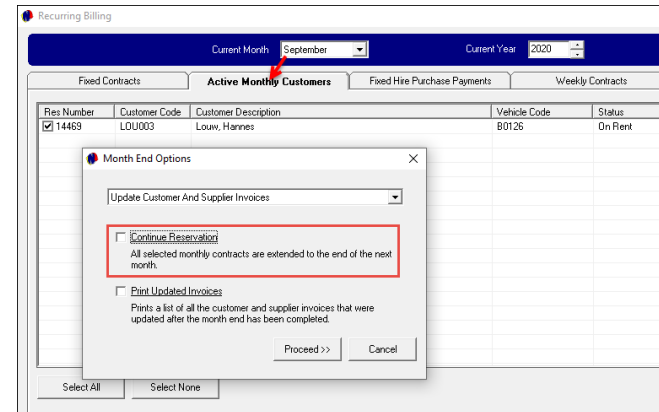 Recurring Billing
Current Month September Current Year 2020
Fixed Contracts Active Monthly Customers Fixed Hire Purchase Payments Weekly Contracts
Res Number Customer Code Customer Description Vehicle Code Status
14469 LOU003 Louw, Hannes B0126 On Rent
Month End Options
Update Customer And Supplier Invoices
Continue Reservation
All selected monthly contracts are extended to the end of the next
month.
Print Updated Invoices
Prints a list of all the customer and supplier invoices that were
updated after the month end has been completed.
Proceed >> Cancel
Select All Select None